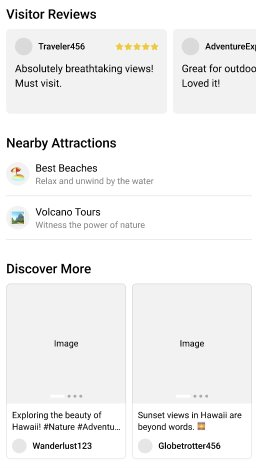 Visitor Reviews
Traveler456
AdventureExp
Absolutely breathtaking views!
Must visit.
Great for outdoo
Loved it!
Nearby Attractions
Best Beaches
Relax and unwind by the water
Volcano Tours
Witness the power of nature
Discover More
Image
Image
Exploring the beauty of
Hawaii! #Nature #Adventu...
Sunset views in Hawaii are
beyond words. 🌇
Wanderlust123
Globetrotter456